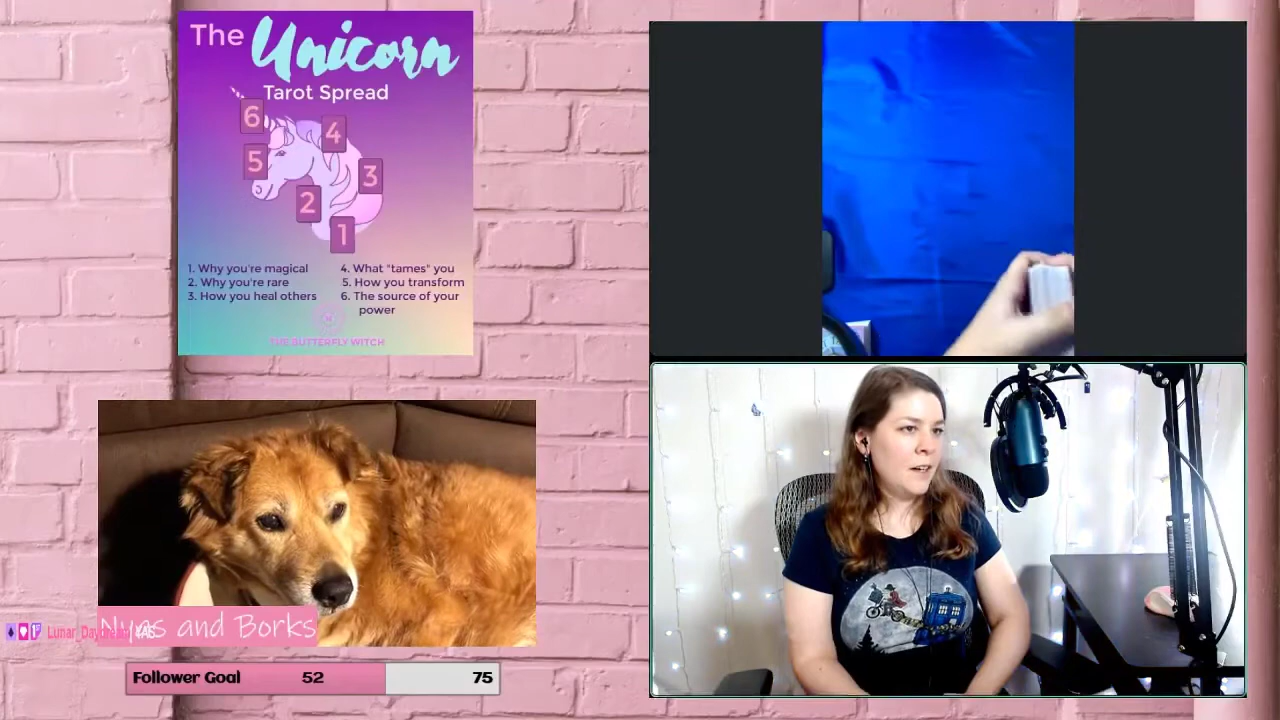 The Unicorn
Tarot Spread
6
4
5
3
2
1
1. Why you're magical
2. Why you're rare
3. How you heal others
4. What "tames" you
5. How you transform
6. The source of your
power
THE BUTTERFLY WITCH
Nyas and Borks
Follower Goal 52 75